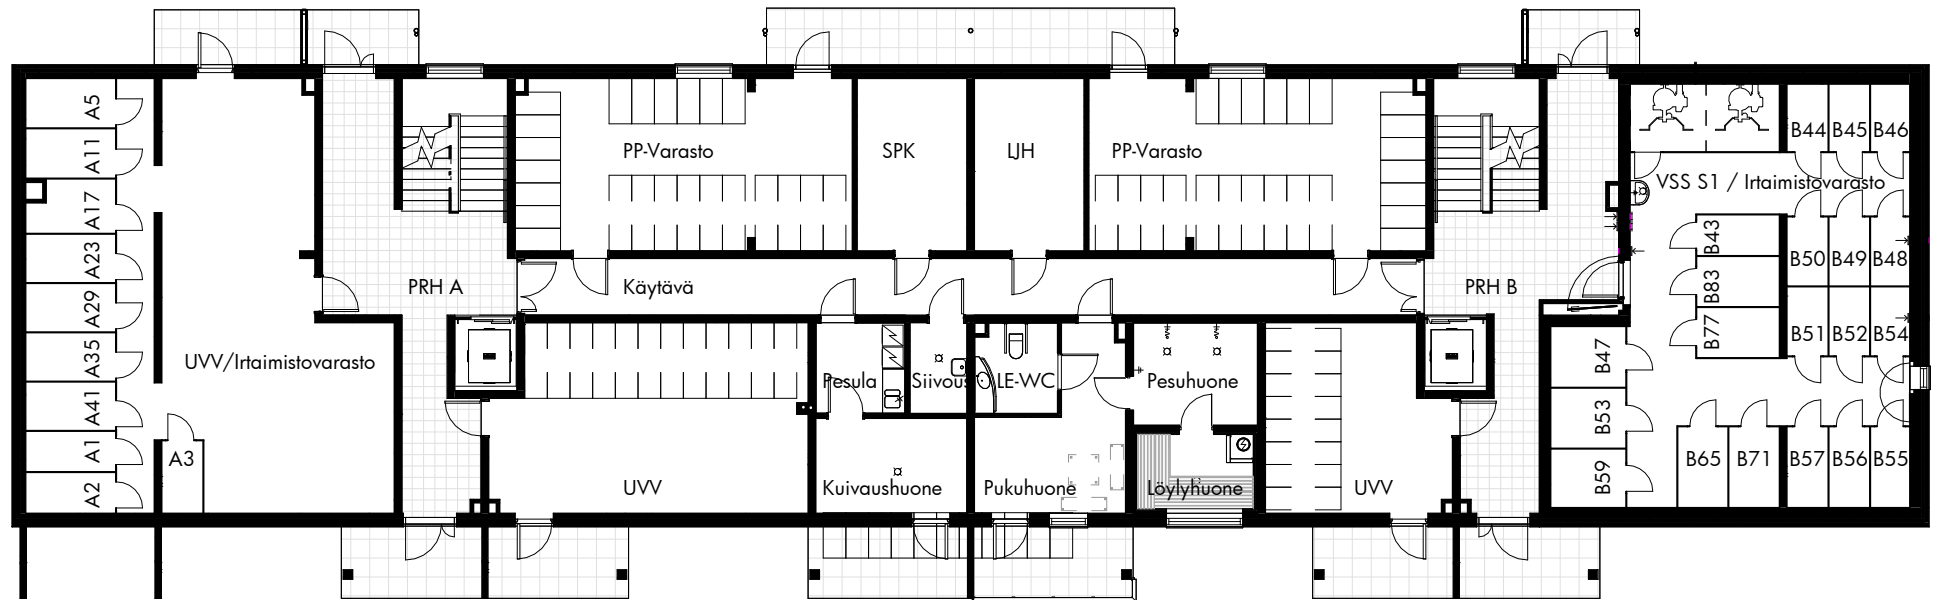 A5
A11
A17
A23
A29
A35
A41
A1
A2
A3
UVV/Irtaimistovarasto
PRH A
PP-Varasto
SPK
LJH
PP-Varasto
Käytävä
PRH B
UVV
Pesula
Siivous
LE-WC
Pesuhuone
Kuivaushuone
Pukuhuone
Löylyhuone
UVV
B44
B45
B46
VSS S1 / Irtaimistovarasto
B43
B83
B77
B50
B49
B48
B51
B52
B54
B47
B53
B59
B65
B71
B57
B56
B55